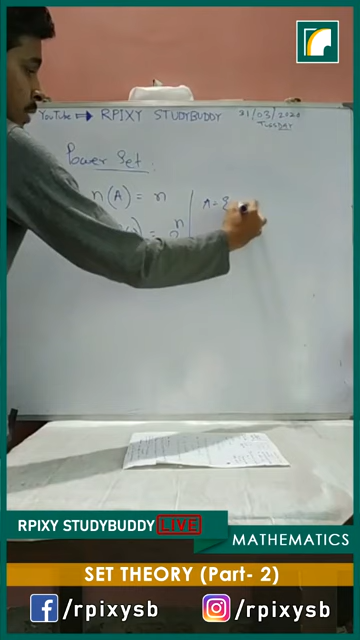 YouTube ⇒ RPIXY STUDYBUDDY
31/03/2020
TUESDAY
Power Set.
n(A) = n
= 2ⁿ
A = {
RPIXY STUDYBUDDY LIVE
MATHEMATICS
SET THEORY (Part- 2)
/rpixysb
/rpixysb